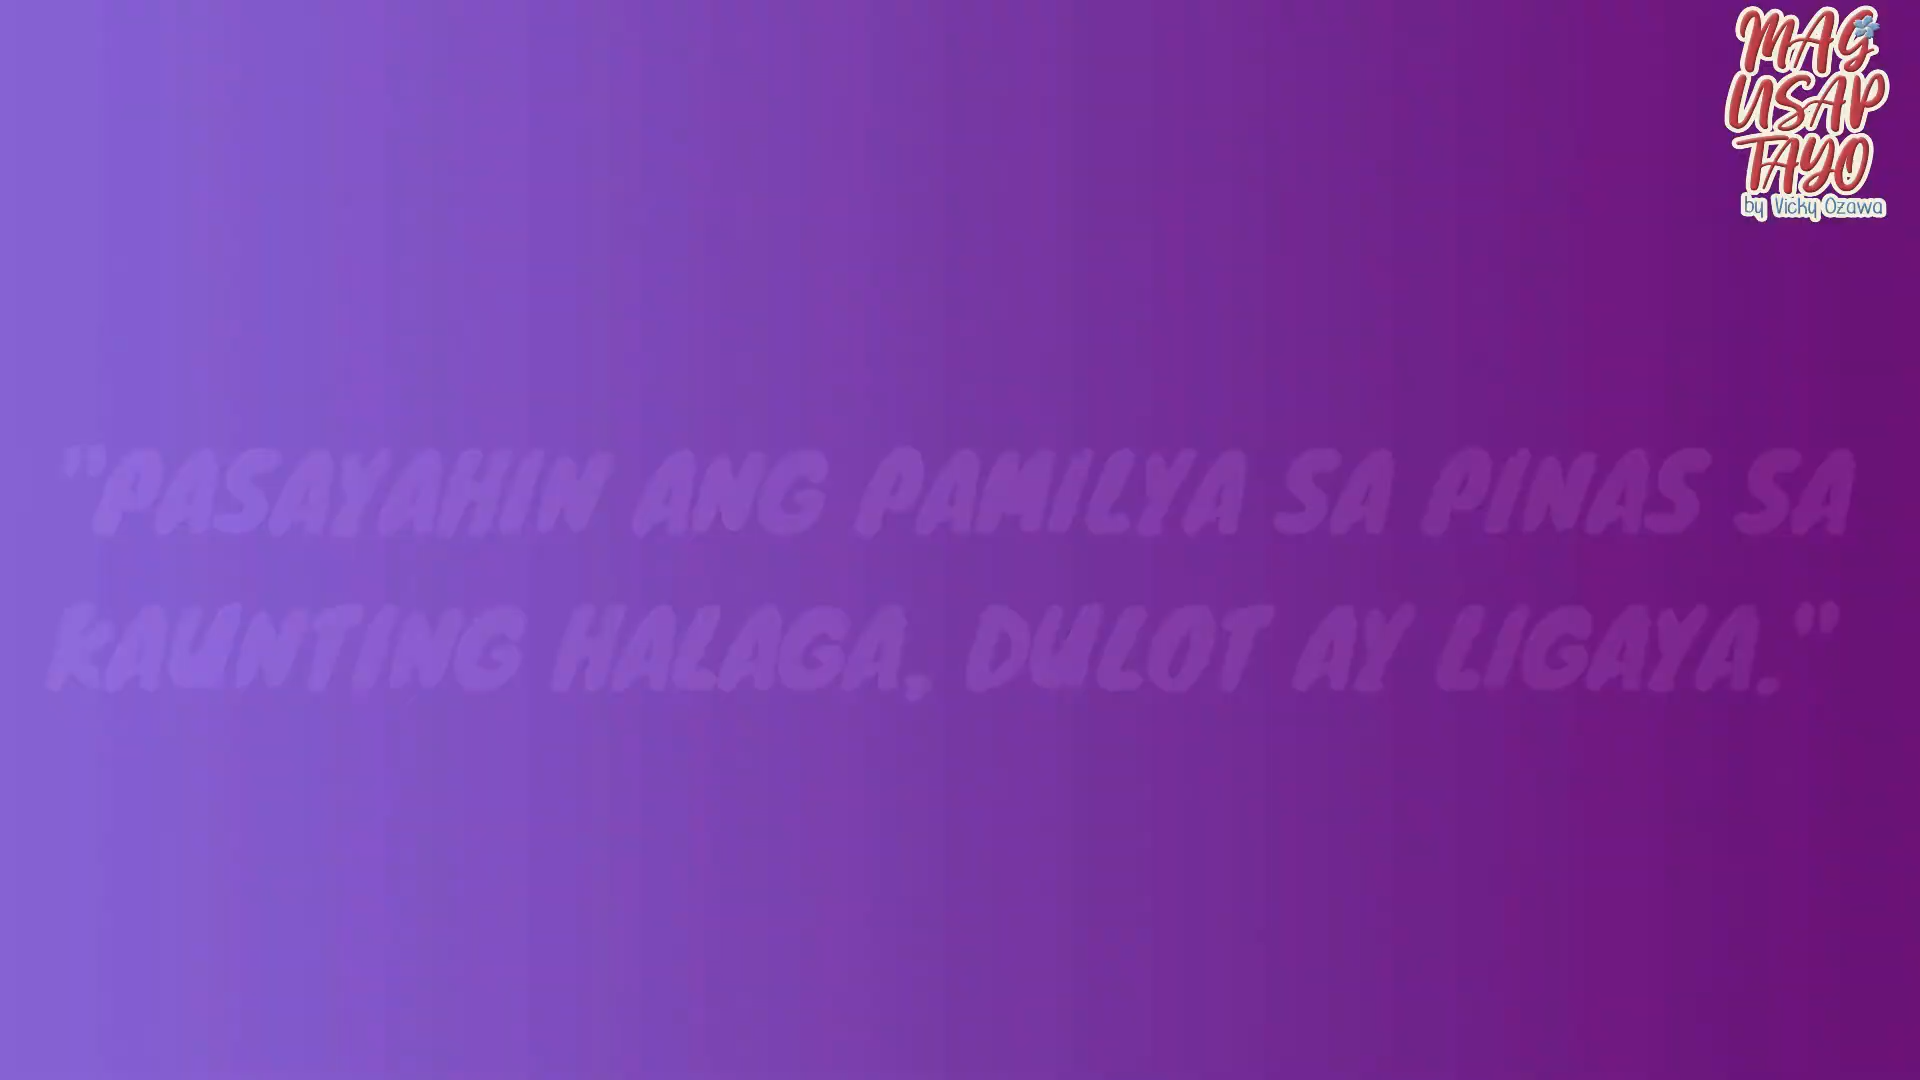 MAG
USAP
TAYO
by Vicky Ozawa
"PASAYAHIN ANG PAMILYA SA PINAS SA
KAUNTING HALAGA, DULOT AY LIGAYA."